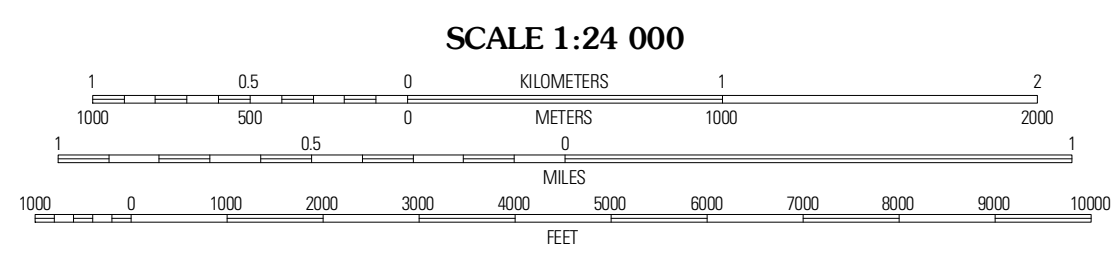 SCALE 1:24 000
1 0.5 0 KILOMETERS 1 2
1000 500 0 METERS 1000 2000
1 0.5 0 1
MILES
1000 0 1000 2000 3000 4000 5000 6000 7000 8000 9000 10000
FEET